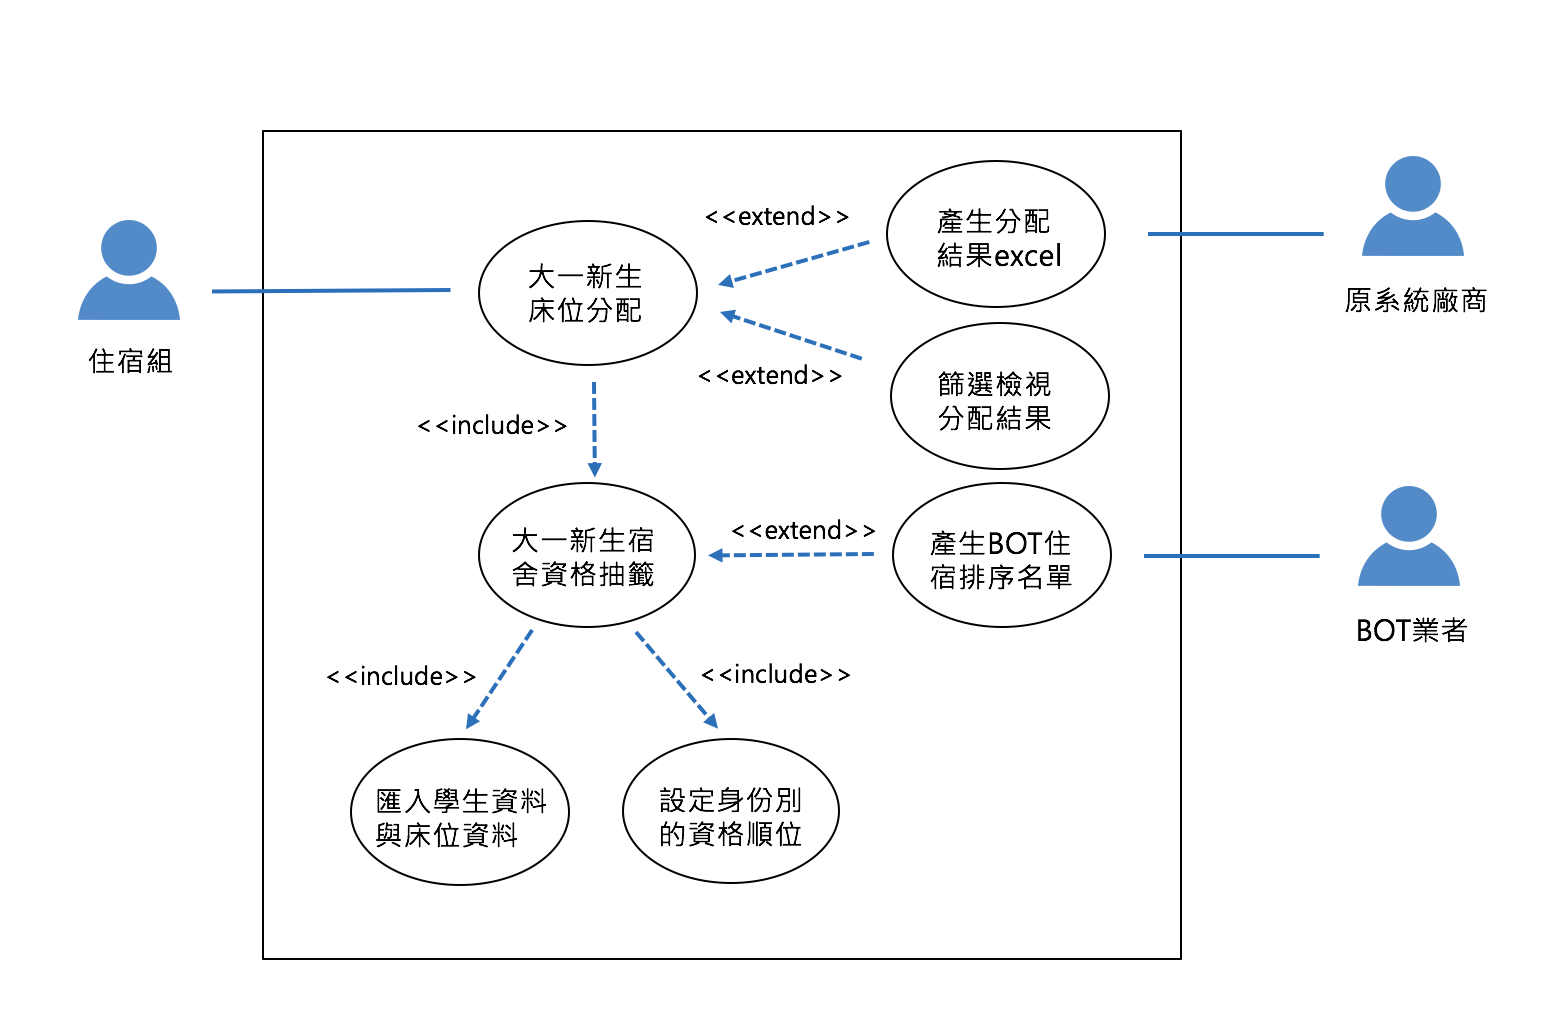 住宿組
大一新生
床位分配
<<extend>>
產生分配
結果excel
原系統廠商
<<extend>>
篩選檢視
分配結果
<<include>>
大一新生宿
舍資格抽籤
<<extend>>
產生BOT住
宿排序名單
BOT業者
<<include>>
<<include>>
匯入學生資料
與床位資料
設定身份別
的資格順位